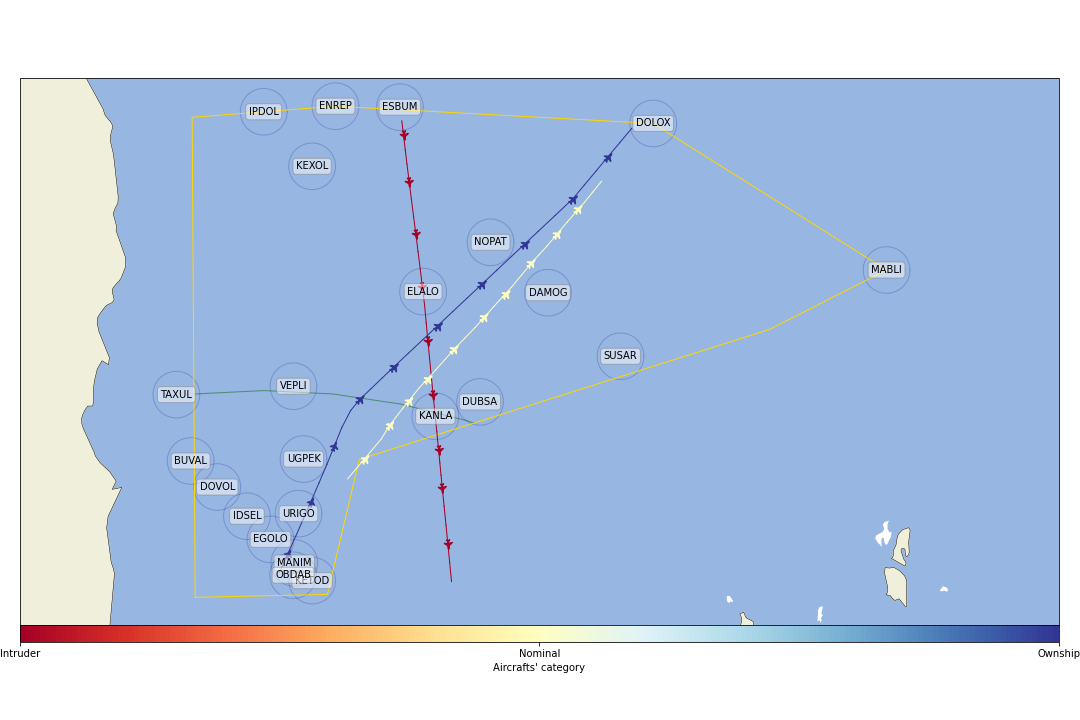 IPDOL
ENREP
ESBUM
DOLOX
KEXOL
NOPAT
MABLI
ELALO
DAMOG
SUSAR
VEPLI
TAXUL
DUBSA
KANLA
UGPEK
BUVAL
DOVOL
URIGO
IDSEL
EGOLO
MANIM
OBDAB
KETOD
Intruder
Nominal
Ownship
Aircrafts' category